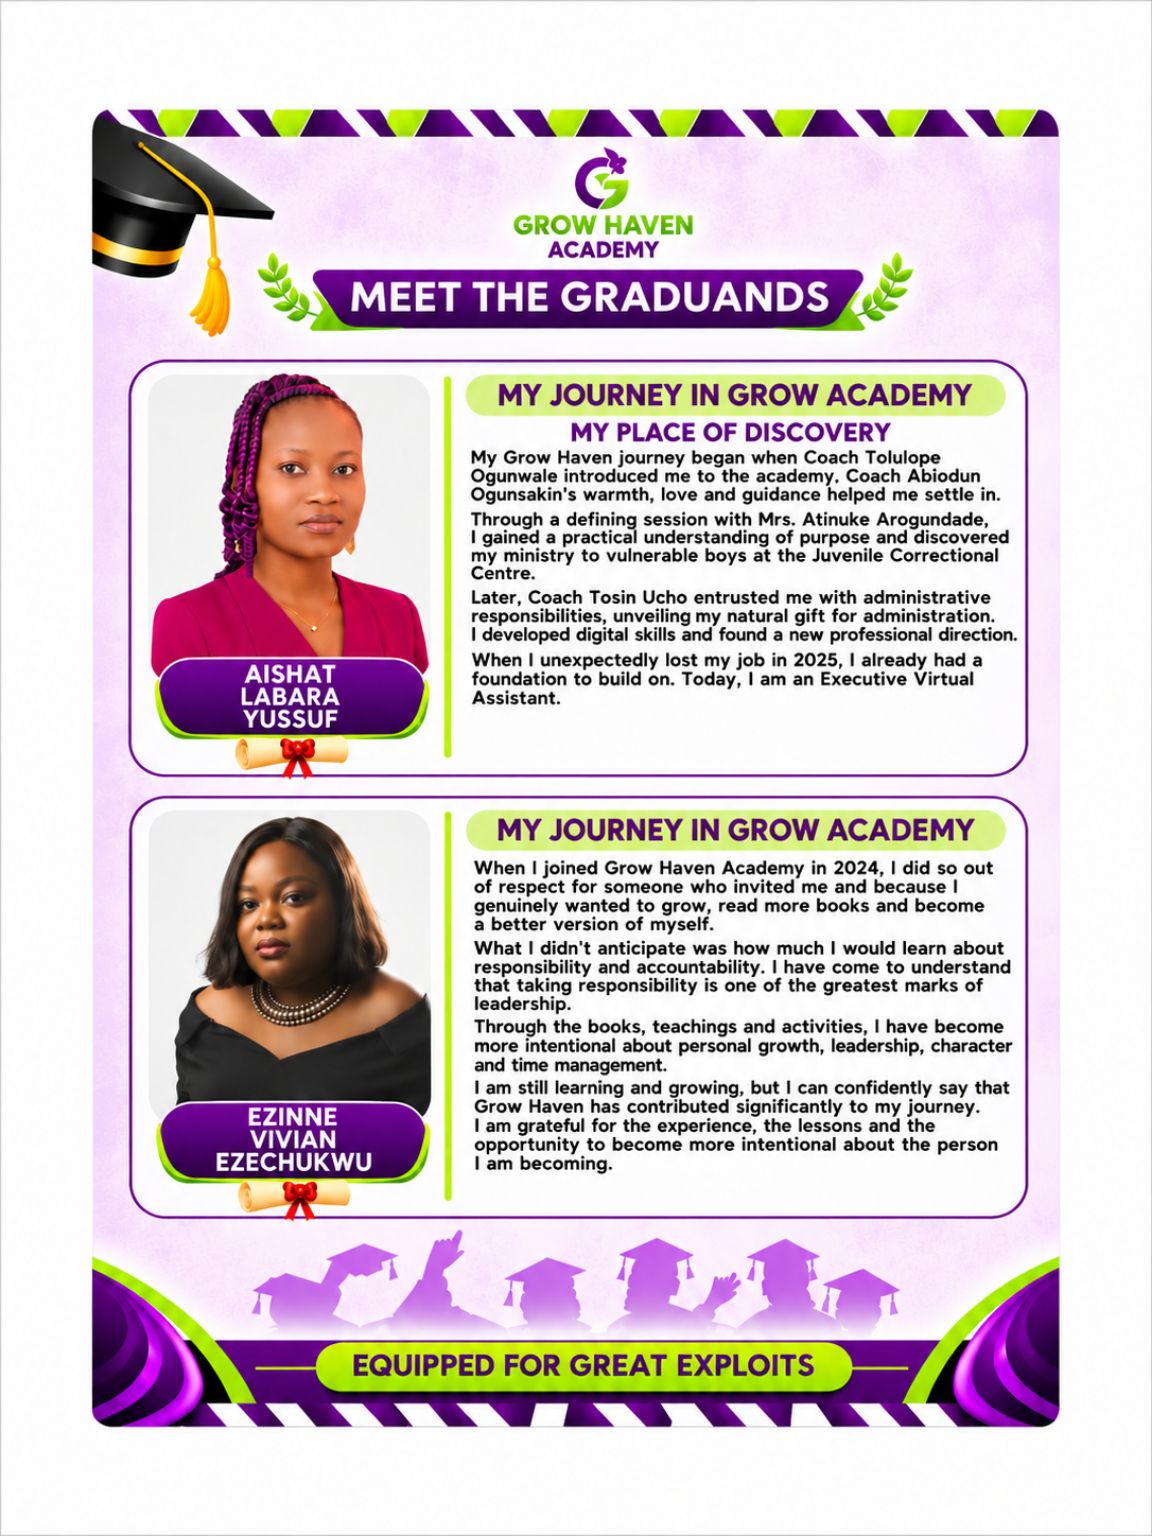 GROW HAVEN
ACADEMY
MEET THE GRADUANDS
MY JOURNEY IN GROW ACADEMY
MY PLACE OF DISCOVERY
My Grow Haven journey began when Coach Tolulope
Ogunwale introduced me to the academy. Coach Abiodun
Ogunsakin's warmth, love and guidance helped me settle in.
Through a defining session with Mrs. Atinuke Arogundade,
I gained a practical understanding of purpose and discovered
my ministry to vulnerable boys at the Juvenile Correctional
Centre.
Later, Coach Tosin Ucho entrusted me with administrative
responsibilities, unveiling my natural gift for administration.
I developed digital skills and found a new professional direction.
When I unexpectedly lost my job in 2025, I already had a
foundation to build on. Today, I am an Executive Virtual
Assistant.
AISHAT
LABARA
YUSSUF
MY JOURNEY IN GROW ACADEMY
When I joined Grow Haven Academy in 2024, I did so out
of respect for someone who invited me and because I
genuinely wanted to grow, read more books and become
a better version of myself.
What I didn't anticipate was how much I would learn about
responsibility and accountability. I have come to understand
that taking responsibility is one of the greatest marks of
leadership.
Through the books, teachings and activities, I have become
more intentional about personal growth, leadership, character
and time management.
I am still learning and growing, but I can confidently say that
Grow Haven has contributed significantly to my journey.
I am grateful for the experience, the lessons and the
opportunity to become more intentional about the person
I am becoming.
EZINNE
VIVIAN
EZECHUKWU
EQUIPPED FOR GREAT EXPLOITS